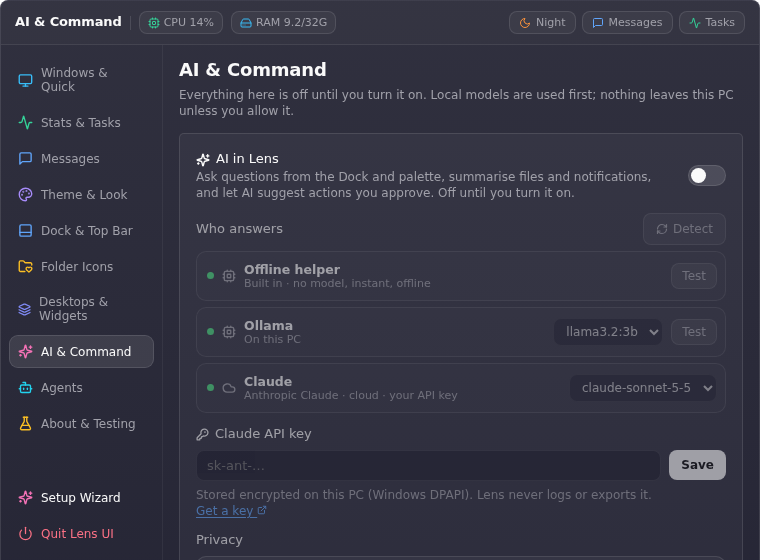 AI & Command
CPU 14%
RAM 9.2/32G
Night
Messages
Tasks
Windows &
Quick
Stats & Tasks
Messages
Theme & Look
Dock & Top Bar
Folder Icons
Desktops &
Widgets
AI & Command
Agents
About & Testing
Setup Wizard
Quit Lens UI
AI & Command
Everything here is off until you turn it on. Local models are used first; nothing leaves this PC
unless you allow it.
AI in Lens
Ask questions from the Dock and palette, summarise files and notifications,
and let AI suggest actions you approve. Off until you turn it on.
Who answers
Detect
Offline helper
Built in · no model, instant, offline
Test
Ollama
On this PC
llama3.2:3b
Test
Claude
Anthropic Claude · cloud · your API key
claude-sonnet-5-5
Claude API key
sk-ant-...
Save
Stored encrypted on this PC (Windows DPAPI). Lens never logs or exports it.
Get a key
Privacy